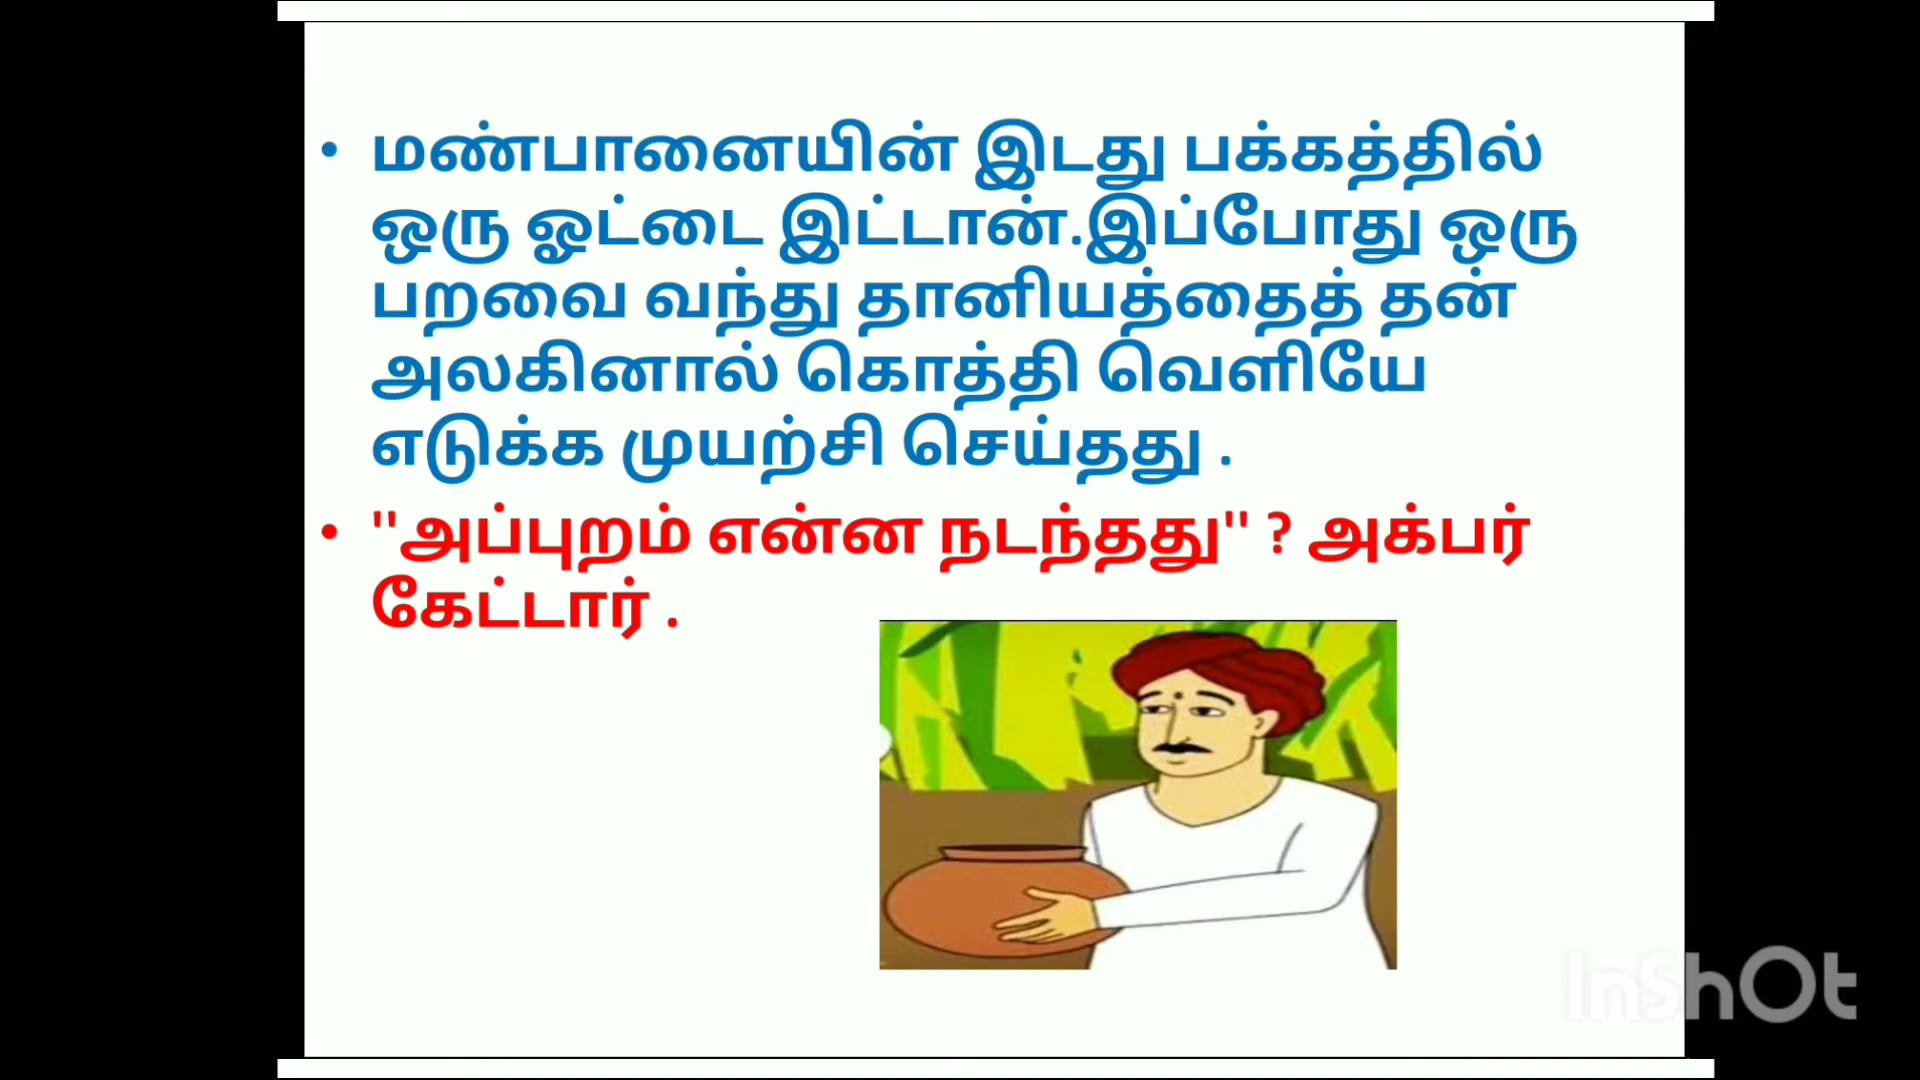 • மண்பானையின் இடது பக்கத்தில்
ஒரு ஓட்டை இட்டான்.இப்போது ஒரு
பறவை வந்து தானியத்தைத் தன்
அலகினால் கொத்தி வெளியே
எடுக்க முயற்சி செய்தது .
• "அப்புறம் என்ன நடந்தது" ? அக்பர்
கேட்டார் .
InShOt